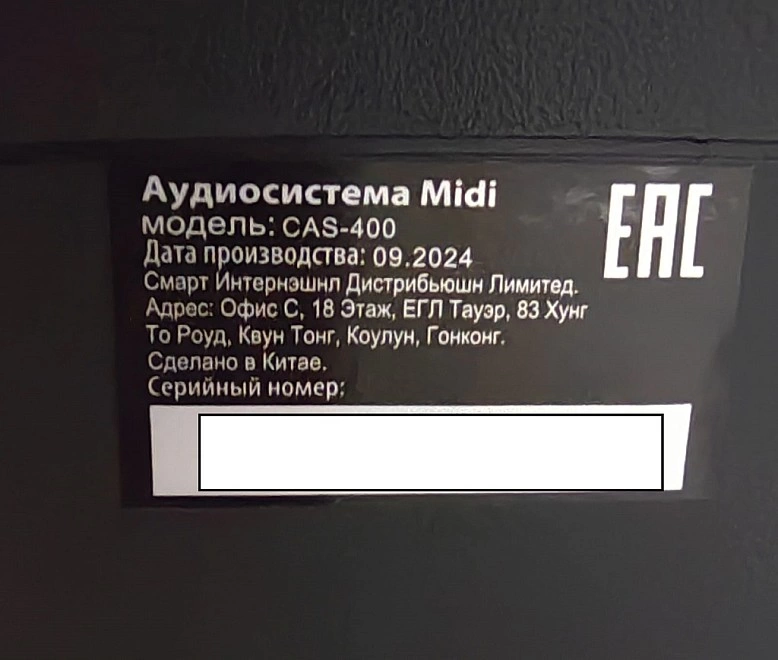 Аудиосистема Midi
модель: CAS-400
Дата производства: 09.2024
Смарт Интернэшнл Дистрибьюшн Лимитед.
Адрес: Офис С, 18 Этаж, ЕГЛ Тауэр, 83 Хунг
То Роуд, Квун Тонг, Коулун, Гонконг.
Сделано в Китае.
Серийный номер:
ЕАС